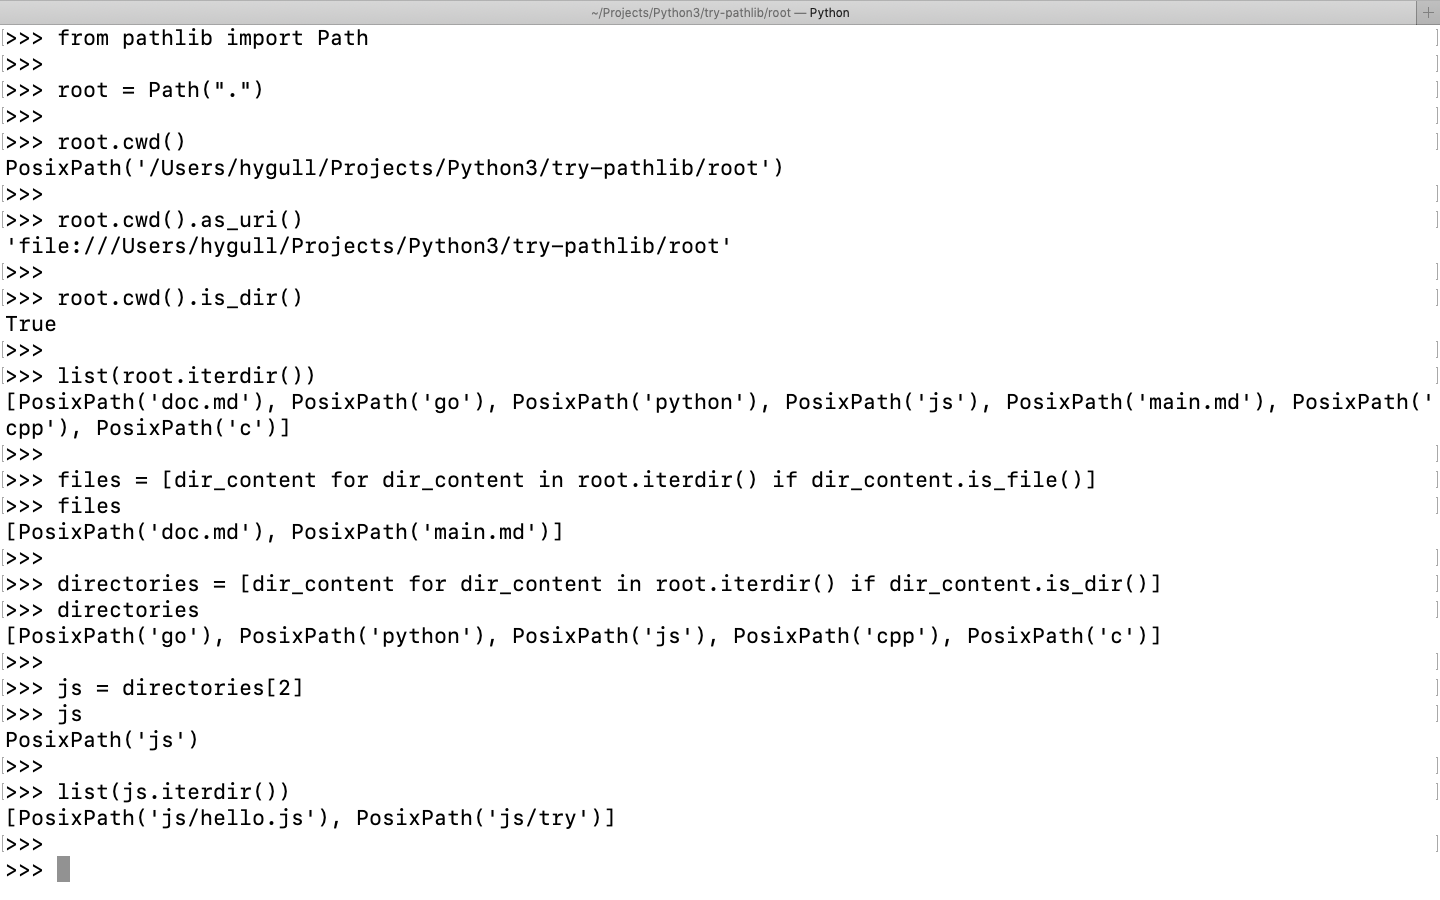 ~/Projects/Python3/try-pathlib/root — Python
>>> from pathlib import Path
>>>
>>> root = Path(".")
>>>
>>> root.cwd()
PosixPath('/Users/hygull/Projects/Python3/try-pathlib/root')
>>>
>>> root.cwd().as_uri()
'file:///Users/hygull/Projects/Python3/try-pathlib/root'
>>>
>>> root.cwd().is_dir()
True
>>>
>>> list(root.iterdir())
[PosixPath('doc.md'), PosixPath('go'), PosixPath('python'), PosixPath('js'), PosixPath('main.md'), PosixPath('
cpp'), PosixPath('c')]
>>>
>>> files = [dir_content for dir_content in root.iterdir() if dir_content.is_file()]
>>> files
[PosixPath('doc.md'), PosixPath('main.md')]
>>>
>>> directories = [dir_content for dir_content in root.iterdir() if dir_content.is_dir()]
>>> directories
[PosixPath('go'), PosixPath('python'), PosixPath('js'), PosixPath('cpp'), PosixPath('c')]
>>>
>>> js = directories[2]
>>> js
PosixPath('js')
>>>
>>> list(js.iterdir())
[PosixPath('js/hello.js'), PosixPath('js/try')]
>>>
>>>